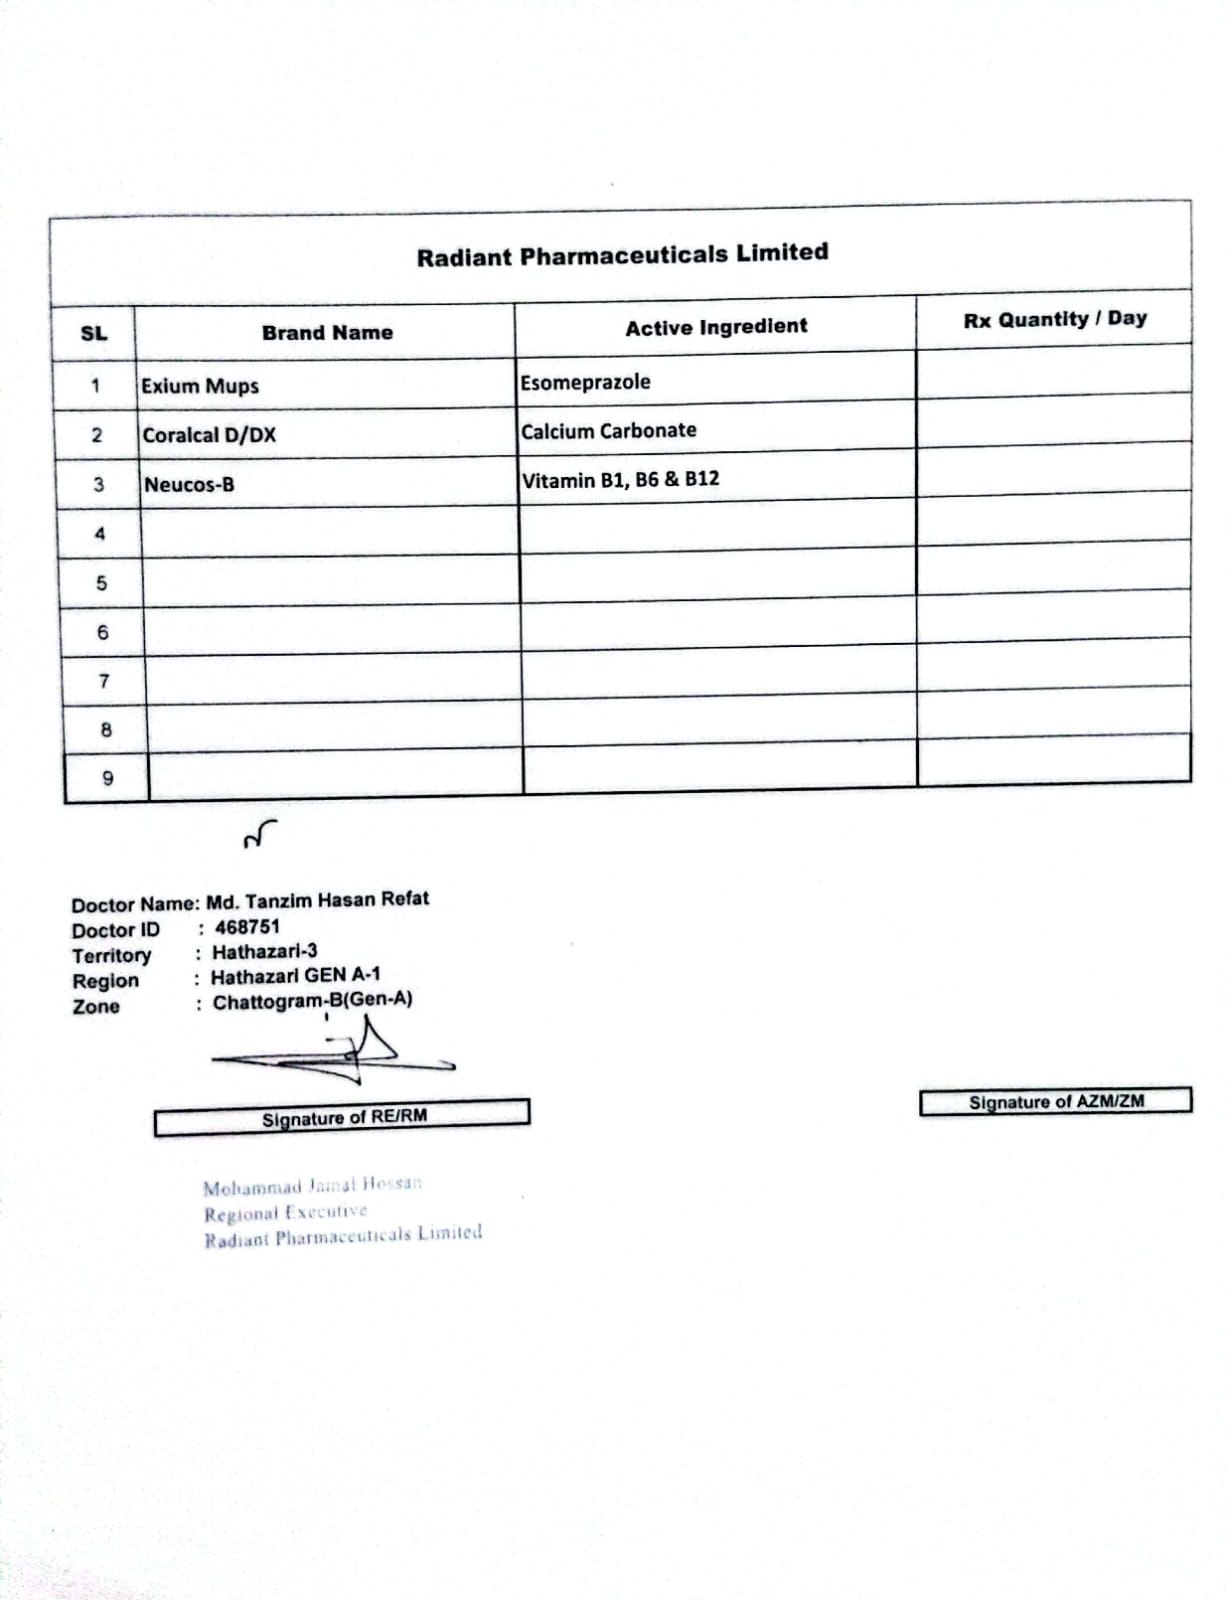 Radiant Pharmaceuticals Limited
SL Brand Name Active Ingredient Rx Quantity / Day
1 Exium Mups Esomeprazole
2 Coralcal D/DX Calcium Carbonate
3 Neucos-B Vitamin B1, B6 & B12
4
5
6
7
8
9
Doctor Name: Md. Tanzim Hasan Refat
Doctor ID : 468751
Territory : Hathazari-3
Region : Hathazari GEN A-1
Zone : Chattogram-B(Gen-A)
Signature of RE/RM Signature of AZM/ZM
Mohammad Jamal Hossan
Regional Executive
Radiant Pharmaceuticals Limited